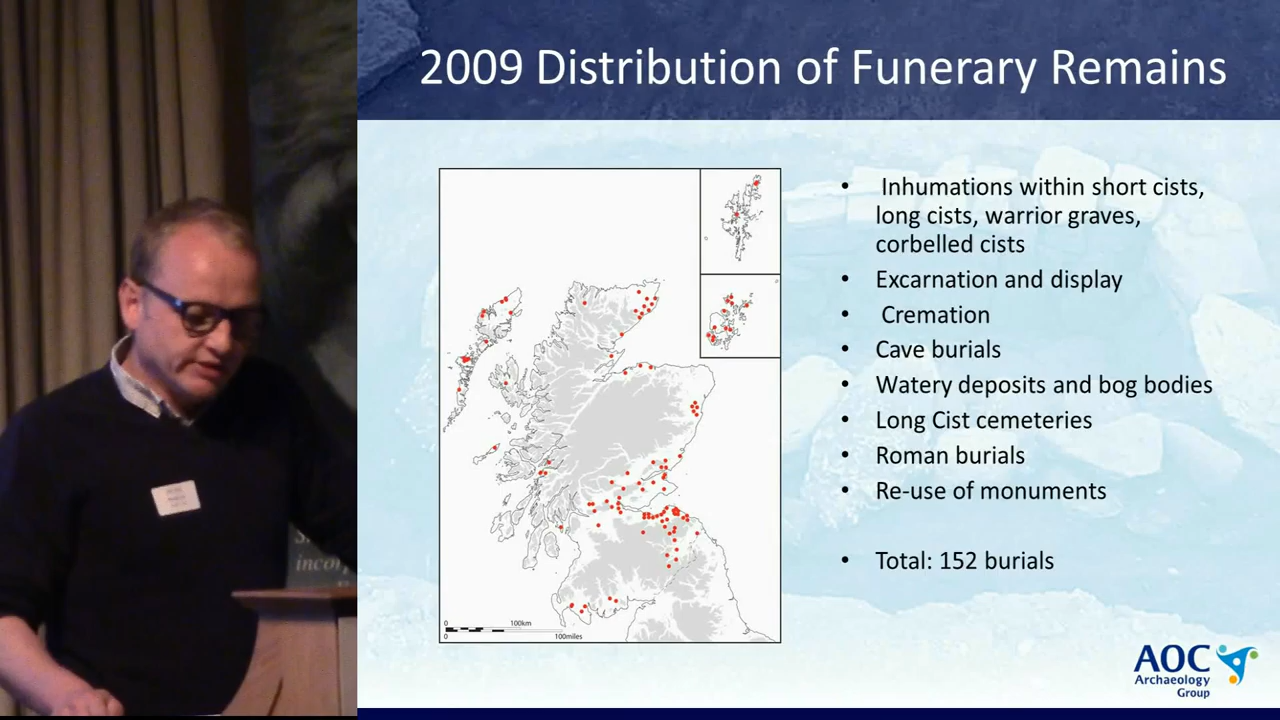 2009 Distribution of Funerary Remains
• Inhumations within short cists,
long cists, warrior graves,
corbelled cists
• Excarnation and display
• Cremation
• Cave burials
• Watery deposits and bog bodies
• Long Cist cemeteries
• Roman burials
• Re-use of monuments
• Total: 152 burials
0 100km
0 100miles
AOC
Archaeology
Group